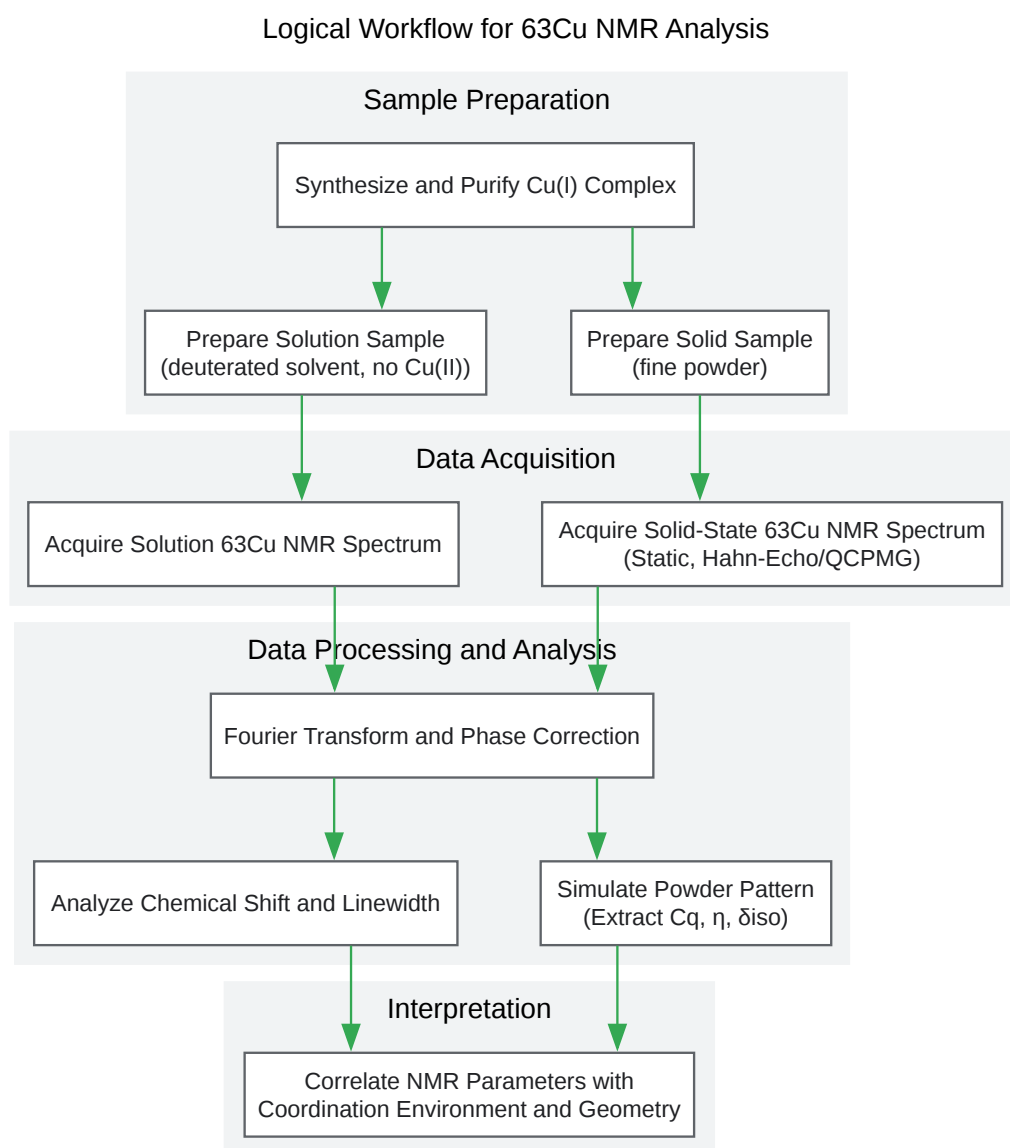 Logical Workflow for 63Cu NMR Analysis
Sample Preparation
Synthesize and Purify Cu(I) Complex
Prepare Solution Sample
(deuterated solvent, no Cu(II))
Prepare Solid Sample
(fine powder)
Data Acquisition
Acquire Solution 63Cu NMR Spectrum
Acquire Solid-State 63Cu NMR Spectrum
(Static, Hahn-Echo/QCPMG)
Data Processing and Analysis
Fourier Transform and Phase Correction
Analyze Chemical Shift and Linewidth
Simulate Powder Pattern
(Extract Cq, η, δiso)
Interpretation
Correlate NMR Parameters with
Coordination Environment and Geometry